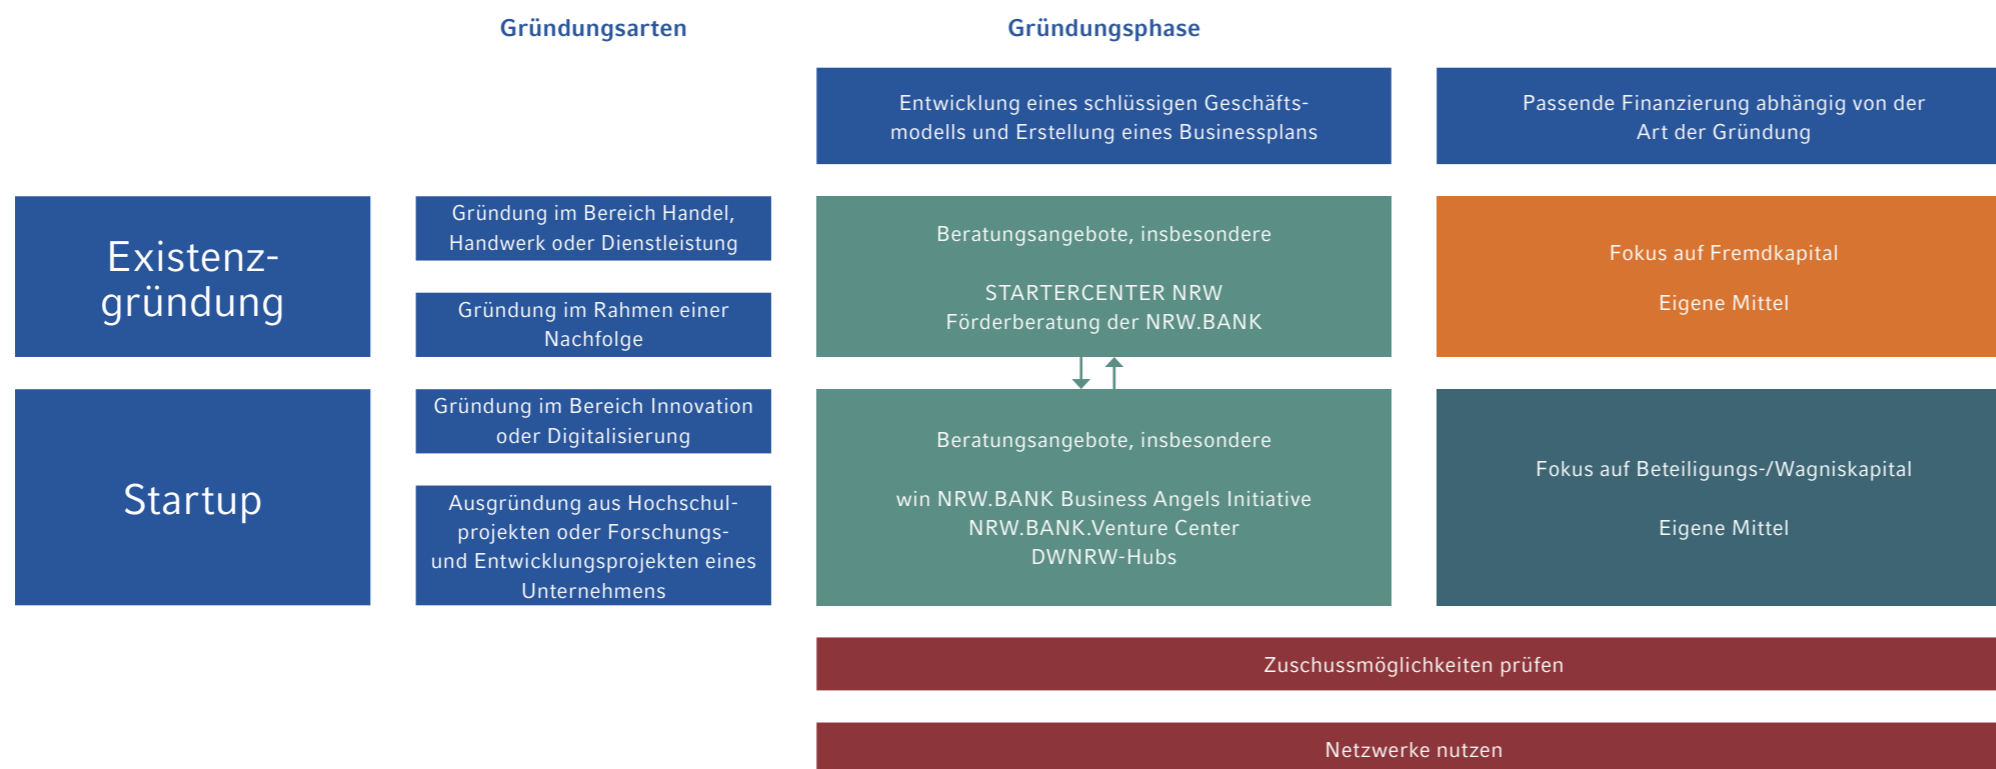 Gründungsarten
Gründungsphase
Entwicklung eines schlüssigen Geschäfts-
modells und Erstellung eines Businessplans
Passende Finanzierung abhängig von der
Art der Gründung
Existenz-
gründung
Gründung im Bereich Handel,
Handwerk oder Dienstleistung
Gründung im Rahmen einer
Nachfolge
Beratungsangebote, insbesondere
STARTERCENTER NRW
Förderberatung der NRW.BANK
Fokus auf Fremdkapital
Eigene Mittel
Startup
Gründung im Bereich Innovation
oder Digitalisierung
Ausgründung aus Hochschul-
projekten oder Forschungs-
und Entwicklungsprojekten eines
Unternehmens
Beratungsangebote, insbesondere
win NRW.BANK Business Angels Initiative
NRW.BANK.Venture Center
DWNRW-Hubs
Fokus auf Beteiligungs-/Wagniskapital
Eigene Mittel
Zuschussmöglichkeiten prüfen
Netzwerke nutzen